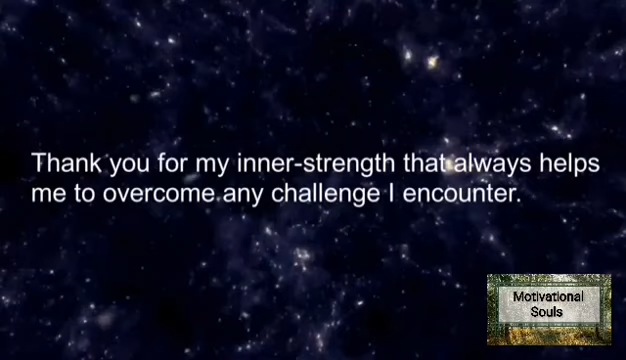 Thank you for my inner-strength that always helps
me to overcome any challenge I encounter.
Motivational
Souls